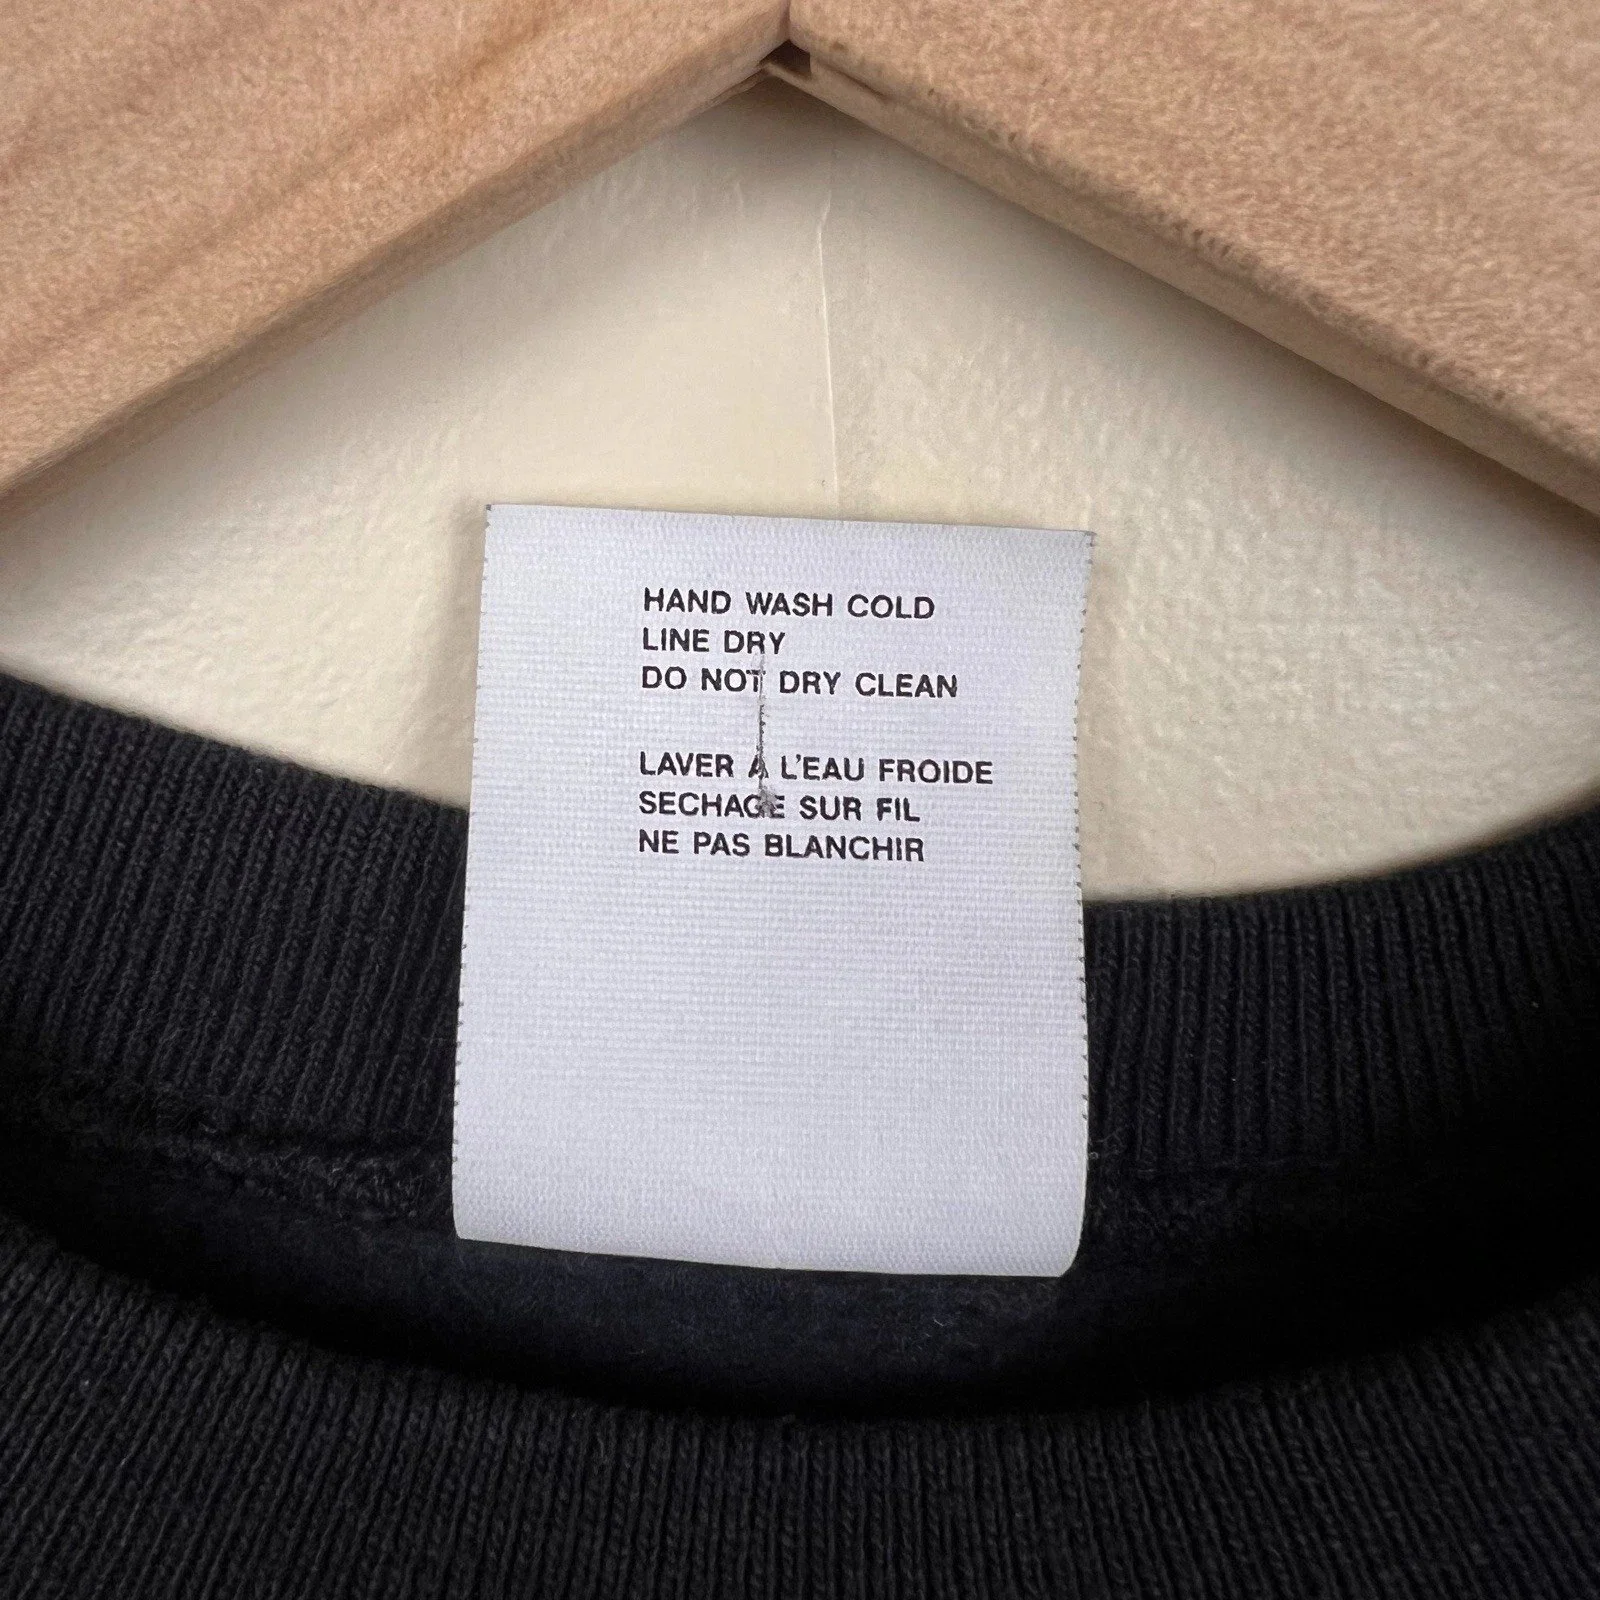 HAND WASH COLD
LINE DRY
DO NOT DRY CLEAN
LAVER À L'EAU FROIDE
SECHAGE SUR FIL
NE PAS BLANCHIR